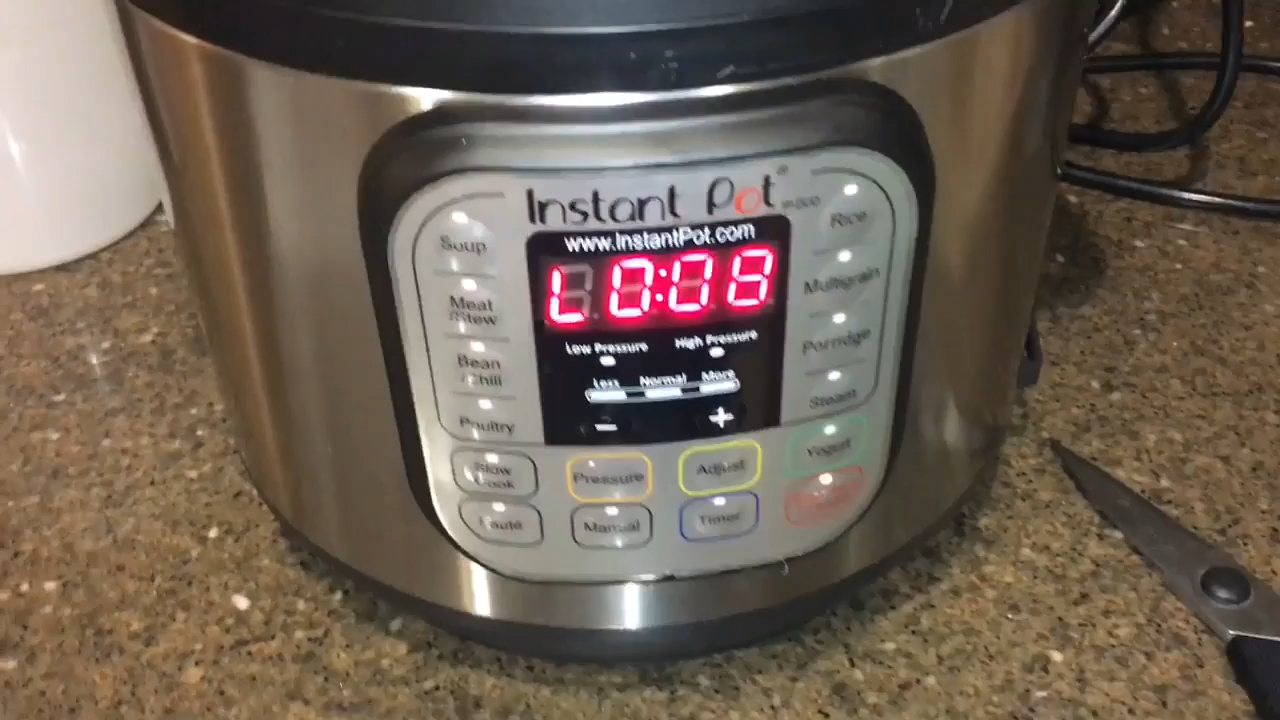 Instant Pot®
www.InstantPot.com
L0:08
Soup
Meat
/Stew
Bean
/Chili
Poultry
Slow
Cook
Sauté
Low Pressure
High Pressure
Less Normal More
− +
Pressure
Adjust
Manual
Timer
Rice
Multigrain
Porridge
Steam
Yogurt